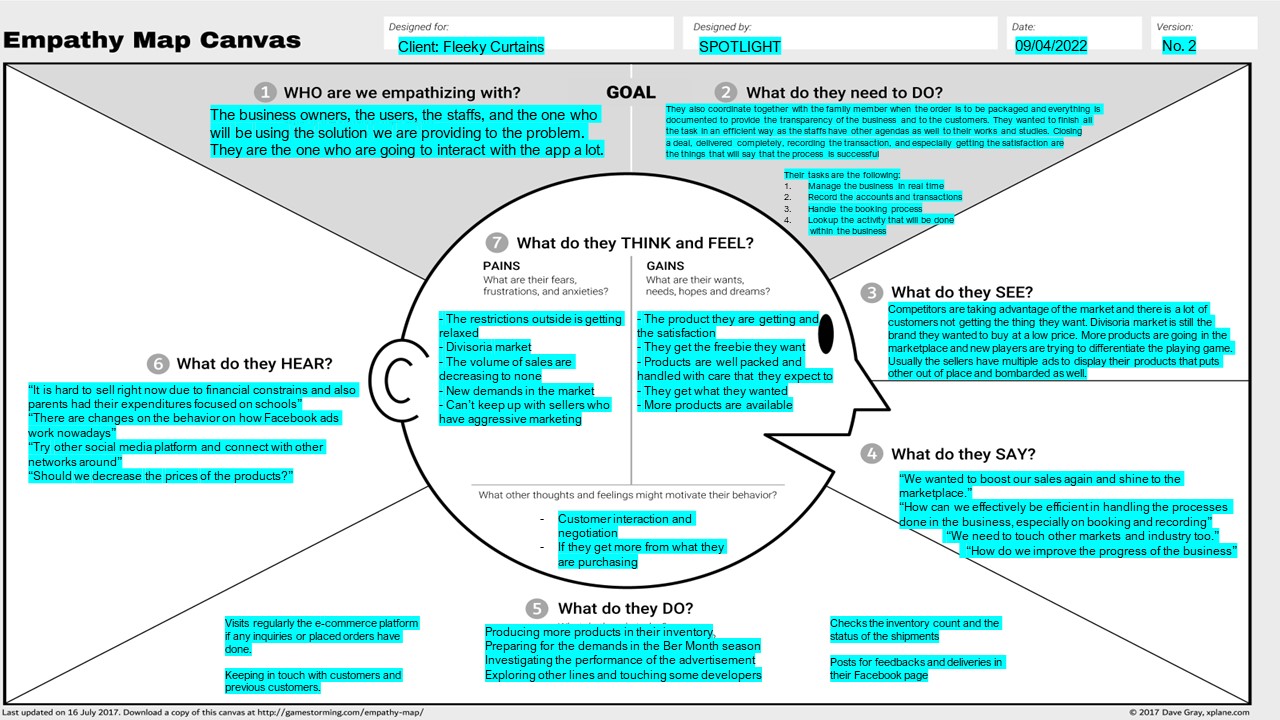 Empathy Map Canvas
Designed for:
Client: Fleeky Curtains
Designed by:
SPOTLIGHT
Date:
09/04/2022
Version:
No. 2
1 WHO are we empathizing with?
The business owners, the users, the staffs, and the one who
will be using the solution we are providing to the problem.
They are the one who are going to interact with the app a lot.
GOAL
2 What do they need to DO?
They also coordinate together with the family member when the order is to be packaged and everything is
documented to provide the transparency of the business and to the customers. They wanted to finish all
the task in an efficient way as the staffs have other agendas as well to their works and studies. Closing
a deal, delivered completely, recording the transaction, and especially getting the satisfaction are
the things that will say that the process is successful
Their tasks are the following:
1. Manage the business in real time
2. Record the accounts and transactions
3. Handle the booking process
4. Lookup the activity that will be done
within the business
3 What do they SEE?
Competitors are taking advantage of the market and there is a lot of
customers not getting the thing they want. Divisoria market is still the
brand they wanted to buy at a low price. More products are going in the
marketplace and new players are trying to differentiate the playing game.
Usually the sellers have multiple ads to display their products that puts
other out of place and bombarded as well.
4 What do they SAY?
“We wanted to boost our sales again and shine to the
marketplace.”
“How can we effectively be efficient in handling the processes
done in the business, especially on booking and recording”
“We need to touch other markets and industry too.”
“How do we improve the progress of the business”
5 What do they DO?
Visits regularly the e-commerce platform
if any inquiries or placed orders have
done.
Keeping in touch with customers and
previous customers.
Producing more products in their inventory,
Preparing for the demands in the Ber Month season
Investigating the performance of the advertisement
Exploring other lines and touching some developers
Checks the inventory count and the
status of the shipments
Posts for feedbacks and deliveries in
their Facebook page
6 What do they HEAR?
“It is hard to sell right now due to financial constrains and also
parents had their expenditures focused on schools”
“There are changes on the behavior on how Facebook ads
work nowadays”
“Try other social media platform and connect with other
networks around”
“Should we decrease the prices of the products?”
7 What do they THINK and FEEL?
PAINS
What are their fears,
frustrations, and anxieties?
- The restrictions outside is getting
relaxed
- Divisoria market
- The volume of sales are
decreasing to none
- New demands in the market
- Can’t keep up with sellers who
have aggressive marketing
GAINS
What are their wants,
needs, hopes and dreams?
- The product they are getting and
the satisfaction
- They get the freebie they want
- Products are well packed and
handled with care that they expect to
- They get what they wanted
- More products are available
What other thoughts and feelings might motivate their behavior?
- Customer interaction and
negotiation
- If they get more from what they
are purchasing
Last updated on 16 July 2017. Download a copy of this canvas at http://gamestorming.com/empathy-map/
© 2017 Dave Gray, xplane.com